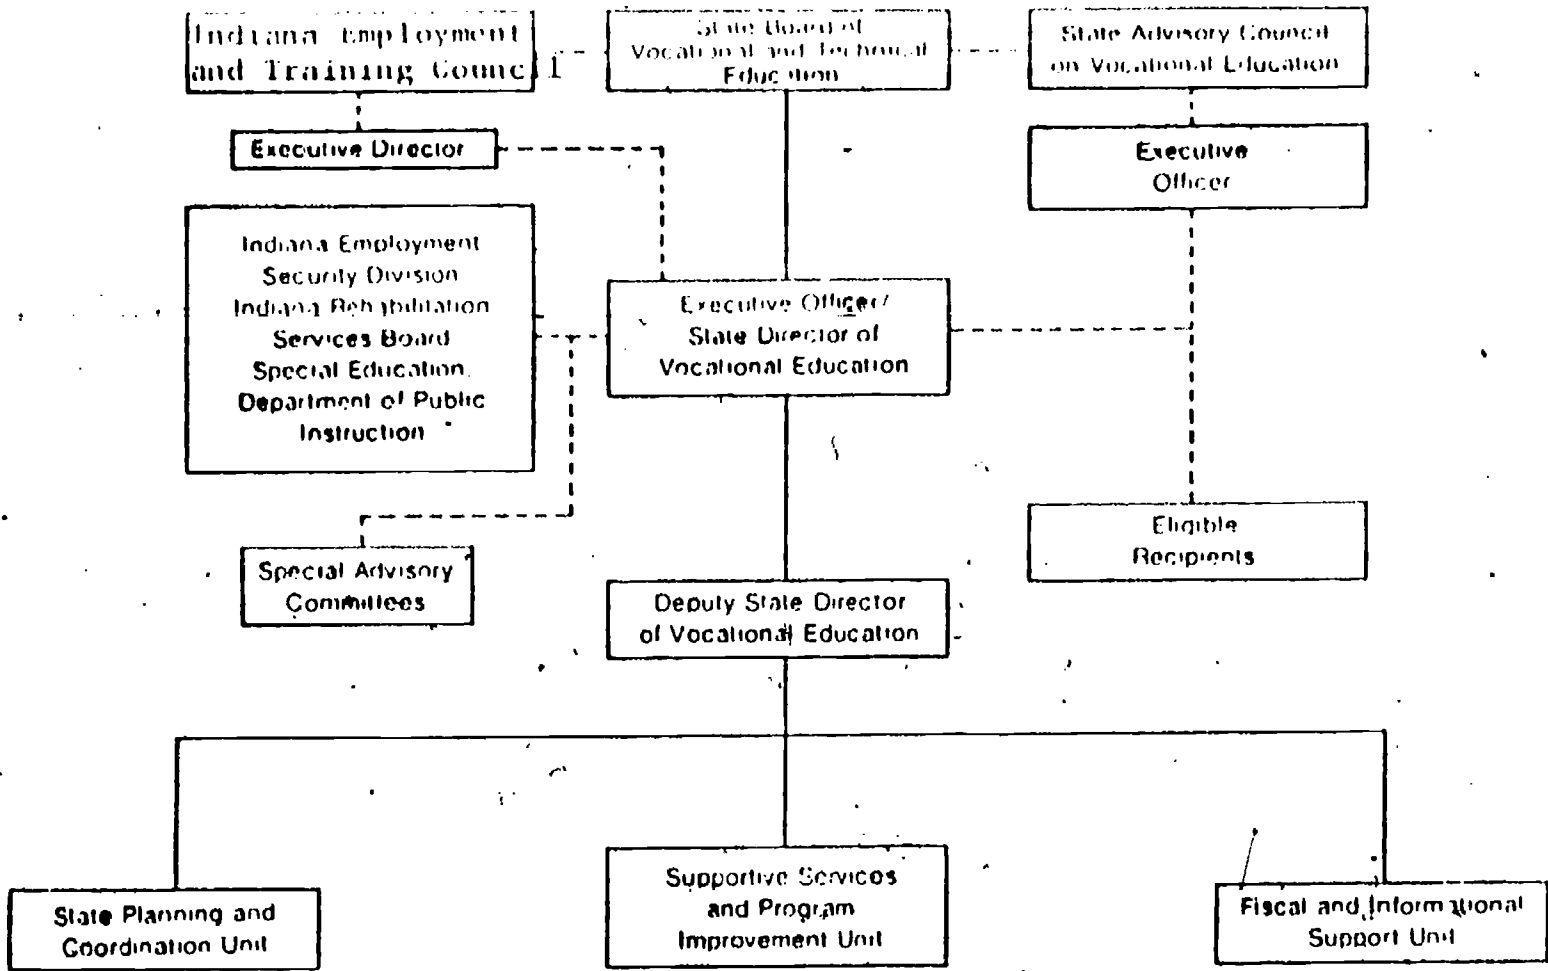 Indiana Employment
and Training Council
State Board of
Vocational and Technical
Education
State Advisory Council
on Vocational Education
Executive Director
Executive
Officer
Indiana Employment
Security Division
Indiana Rehabilitation
Services Board
Special Education
Department of Public
Instruction
Executive Officer/
State Director of
Vocational Education
Eligible
Recipients
Special Advisory
Committees
Deputy State Director
of Vocational Education
State Planning and
Coordination Unit
Supportive Services
and Program
Improvement Unit
Fiscal and Informational
Support Unit